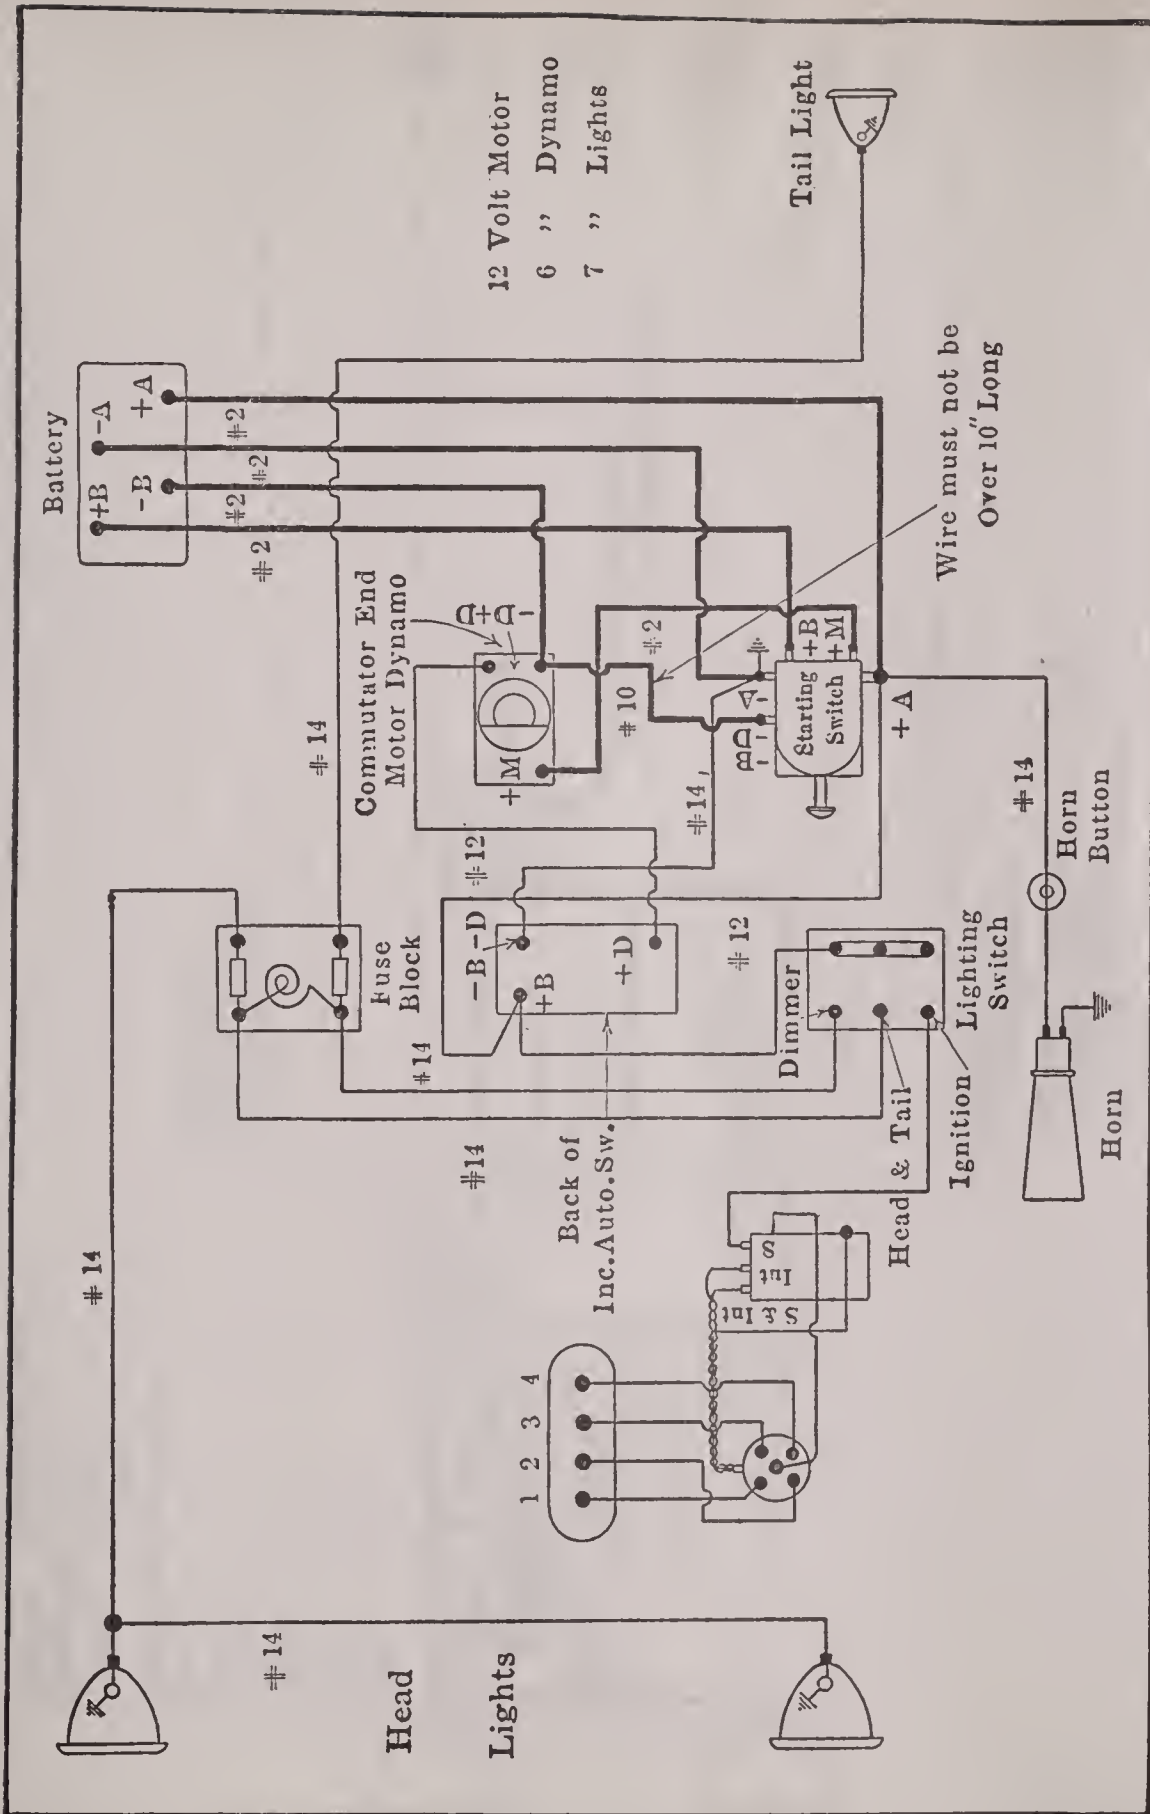 Battery
+B -A
-B +A
#2
#2
#2
#2
12 Volt Motor
6 ,, Dynamo
7 ,, Lights
Tail Light
Commutator End
Motor Dynamo
-D+D
+M
#14
#2
#10
Wire must not be
Over 10" Long
-B -D
-A
+B
+M
Starting
Switch
+A
#14,
#14
Horn
Button
Horn
Fuse
Block
#12
-B -D
+B
+D
#12
#14
#14
Back of
Inc.Auto.Sw.
Dimmer
Lighting
Switch
Head & Tail
Ignition
S
Int
S & Int
1 2 3 4
#14
#14
Head
Lights